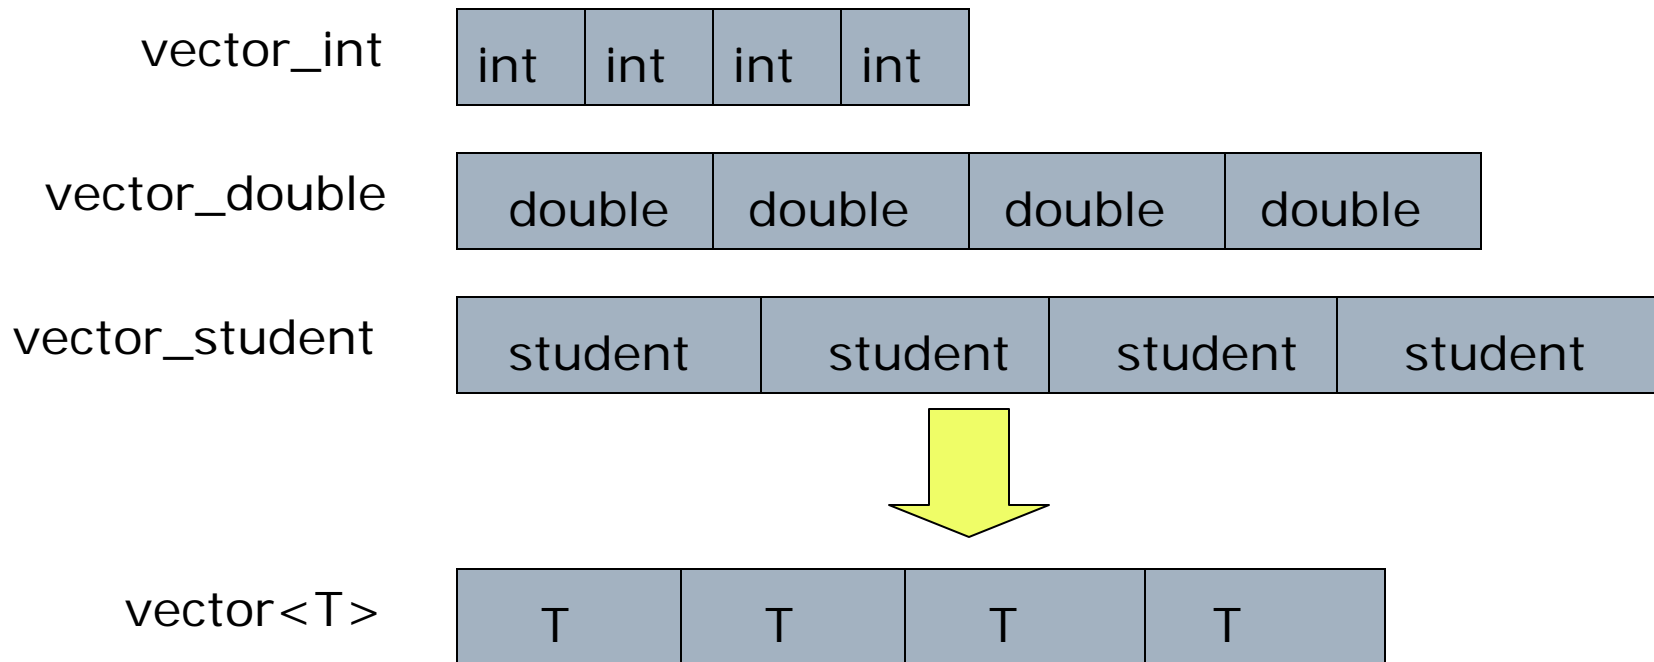 vector_int int int int int
vector_double double double double double
vector_student student student student student
vector<T> T T T T